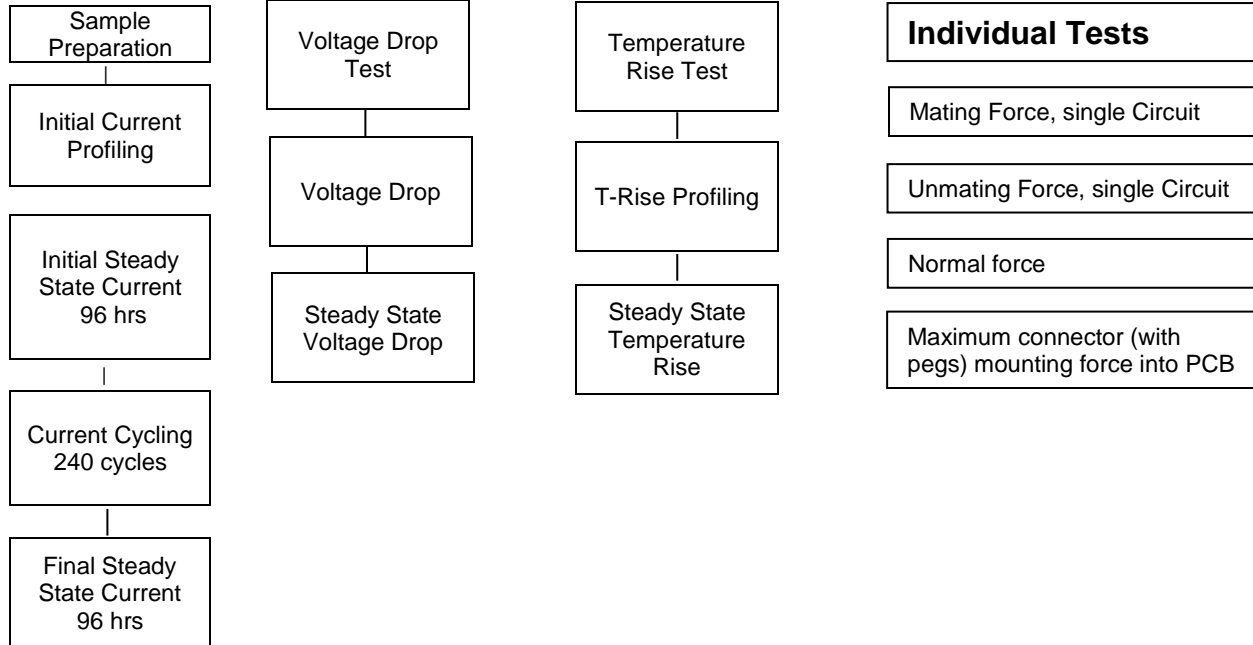 Sample
Preparation
Initial Current
Profiling
Initial Steady
State Current
96 hrs
Current Cycling
240 cycles
Final Steady
State Current
96 hrs
Voltage Drop
Test
Voltage Drop
Steady State
Voltage Drop
Temperature
Rise Test
T-Rise Profiling
Steady State
Temperature
Rise
Individual Tests
Mating Force, single Circuit
Unmating Force, single Circuit
Normal force
Maximum connector (with
pegs) mounting force into PCB